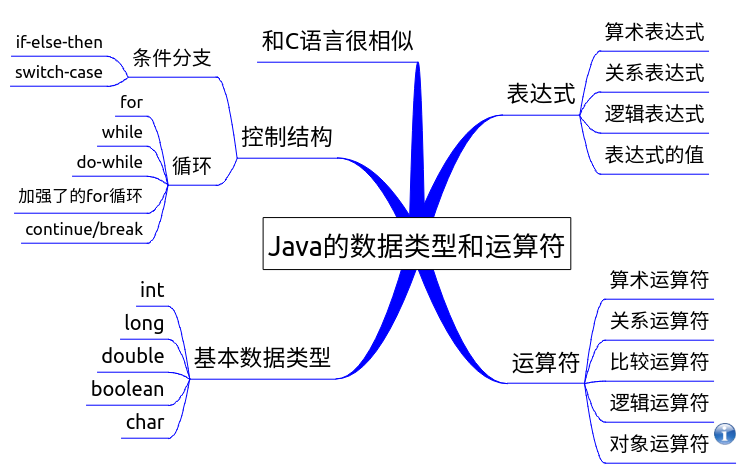 和C语言很相似
if-else-then
switch-case
条件分支
for
while
do-while
加强了的for循环
continue/break
循环
控制结构
表达式
算术表达式
关系表达式
逻辑表达式
表达式的值
Java的数据类型和运算符
int
long
double
boolean
char
基本数据类型
运算符
算术运算符
关系运算符
比较运算符
逻辑运算符
对象运算符